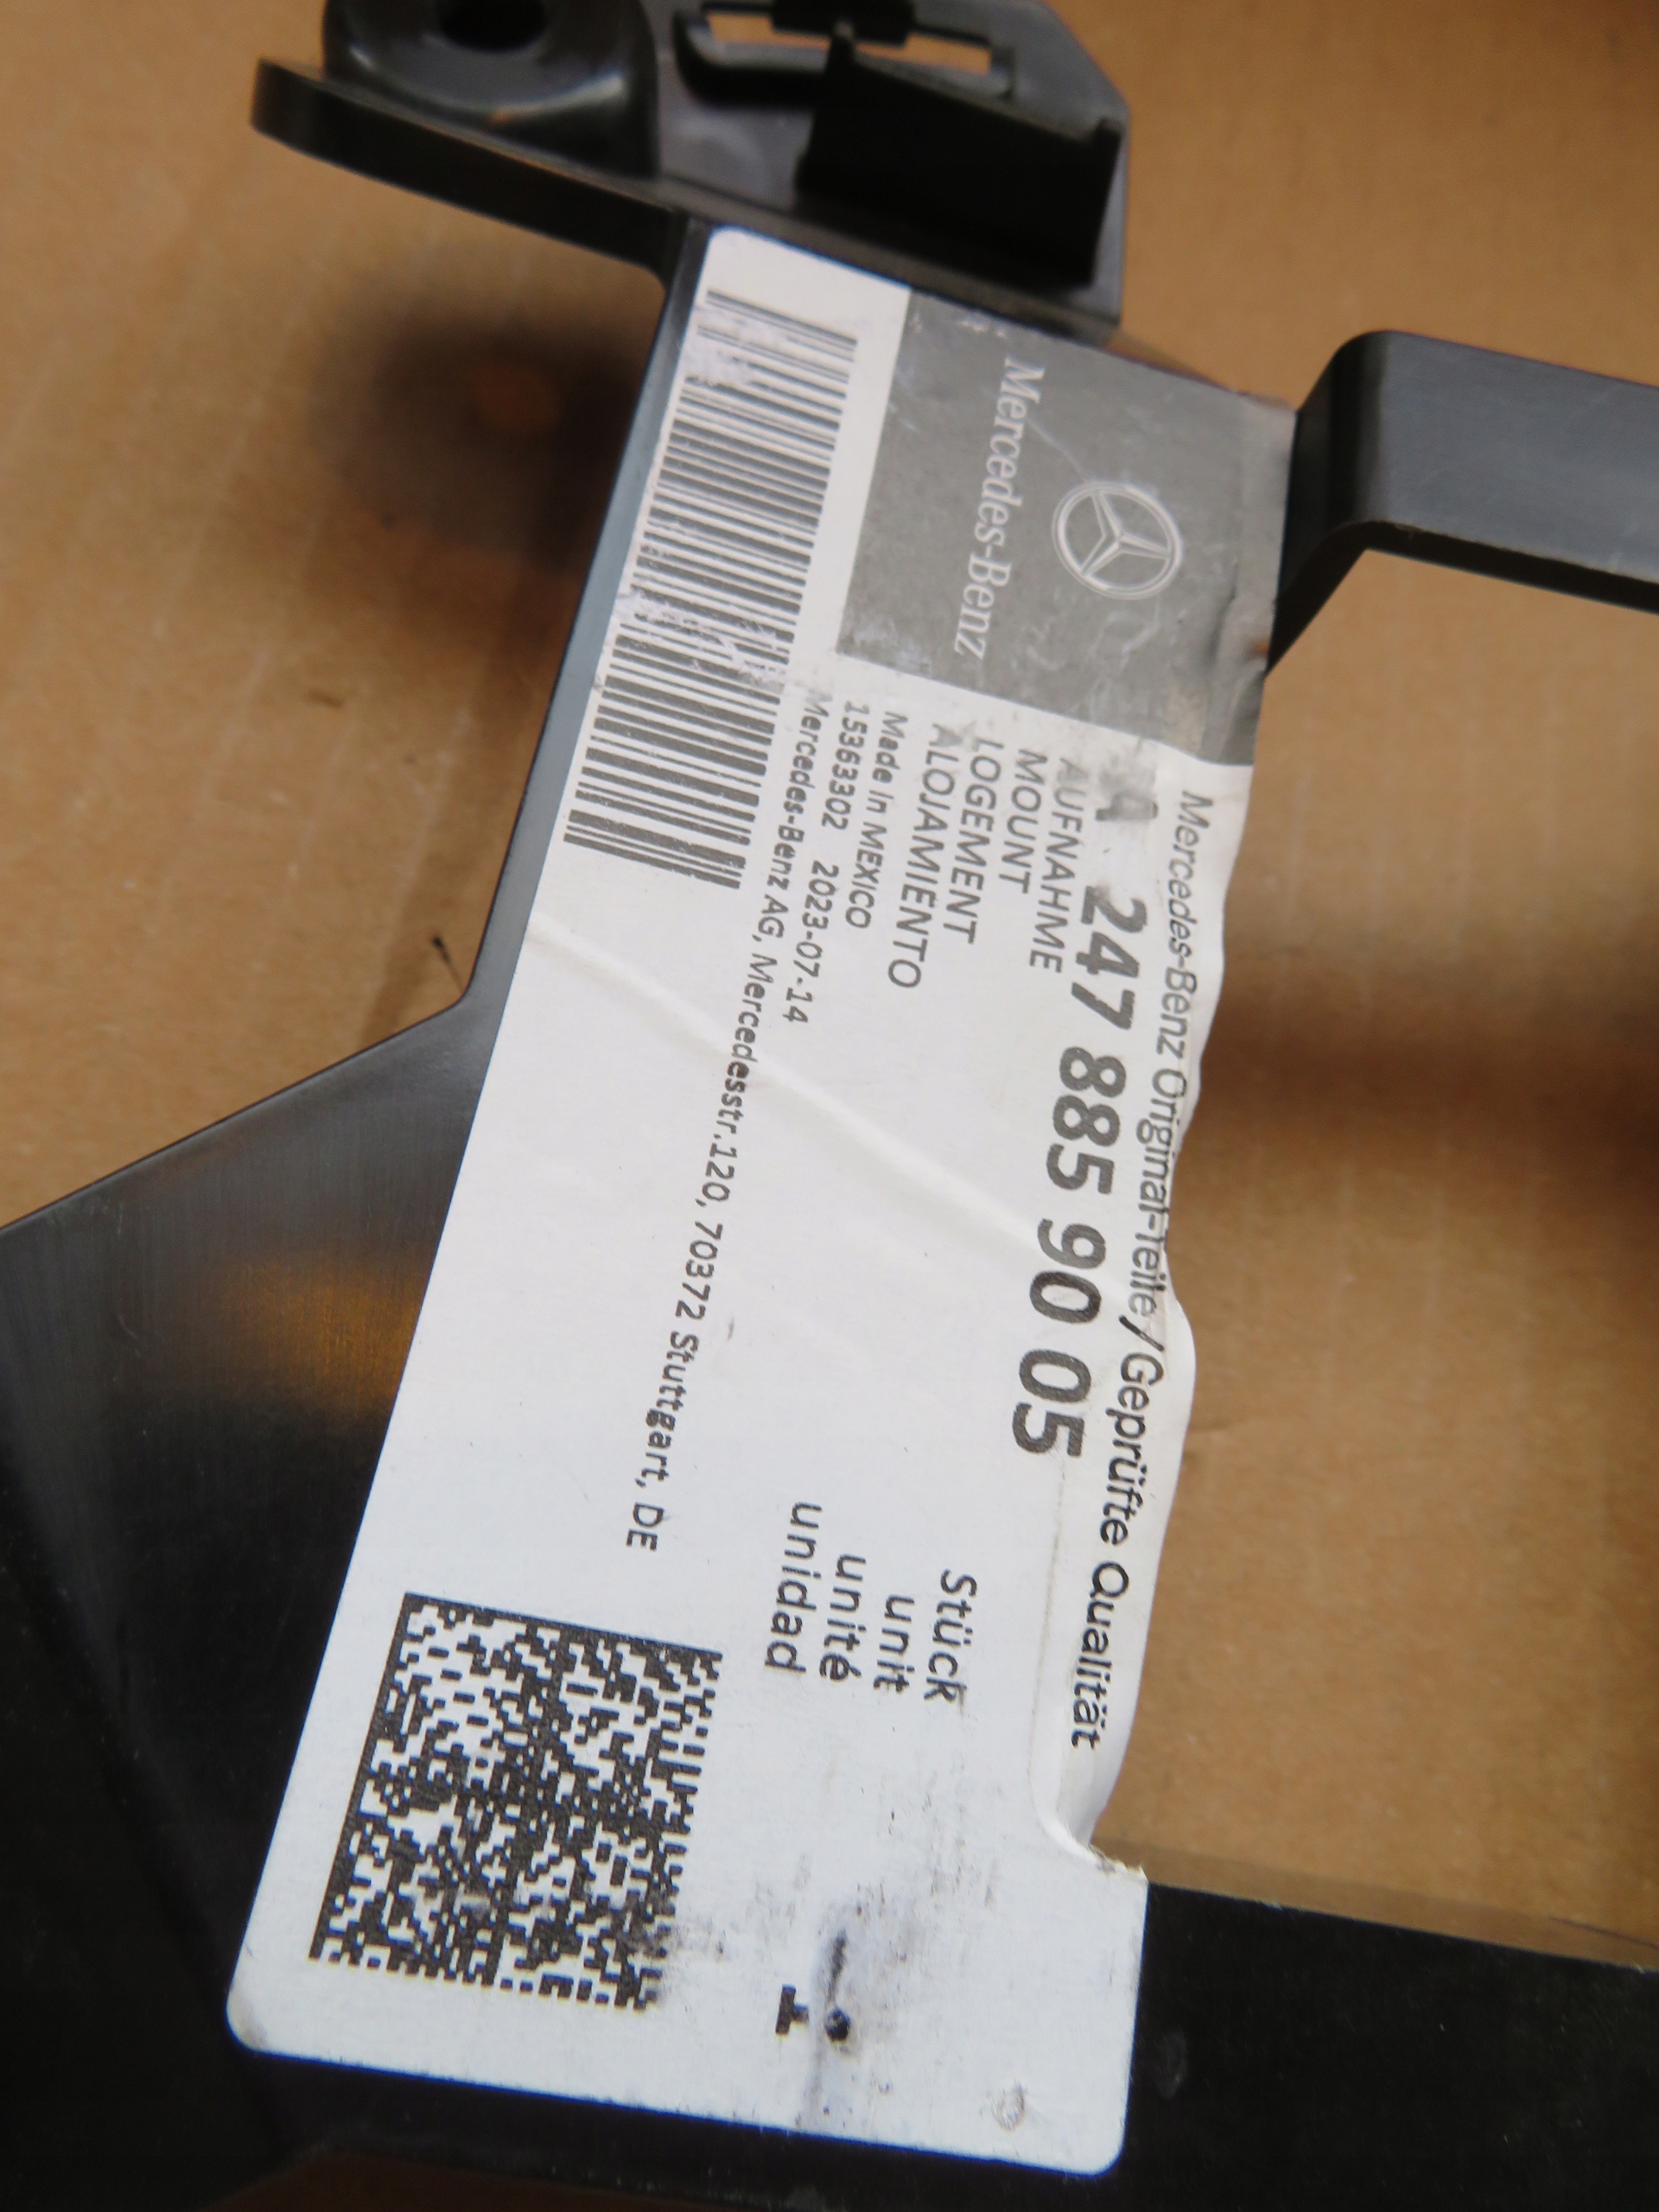 Mercedes-Benz
Mercedes-Benz Original-Teile/Geprüfte Qualität
A 247 885 90 05
AUFNAHME
MOUNT
LOGEMENT
ALOJAMIENTO
Made in MEXICO
15363302 2023-07-14
Mercedes-Benz AG, Mercedesstr.120, 70372 Stuttgart, DE
Stück
unit
unité
unidad
1